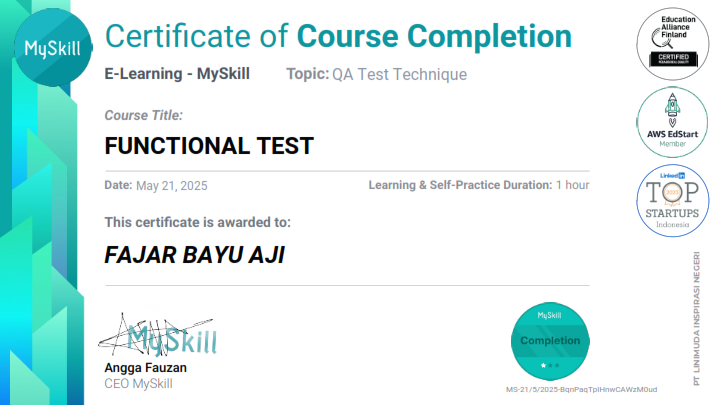 MySkill
Certificate of Course Completion
E-Learning - MySkill Topic: QA Test Technique
Course Title:
FUNCTIONAL TEST
Date: May 21, 2025 Learning & Self-Practice Duration: 1 hour
This certificate is awarded to:
FAJAR BAYU AJI
MySkill
Angga Fauzan
CEO MySkill
MySkill
Completion
MS-21/5/2025-BqnPaqTpIHnwCAWzM0ud
Education
Alliance
Finland
CERTIFIED
AWS EdStart
Member
LinkedIn
TOP
STARTUPS
Indonesia
PT LINIMUDA INSPIRASI NEGERI